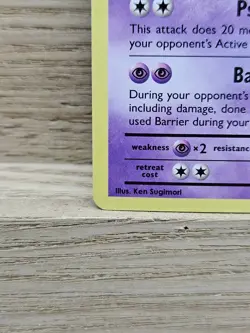 Ps
This attack does 20 m
your opponent's Active
Ba
During your opponent's
including damage, done
used Barrier during your
weakness ×2 resistanc
retreat
cost
Illus. Ken Sugimori